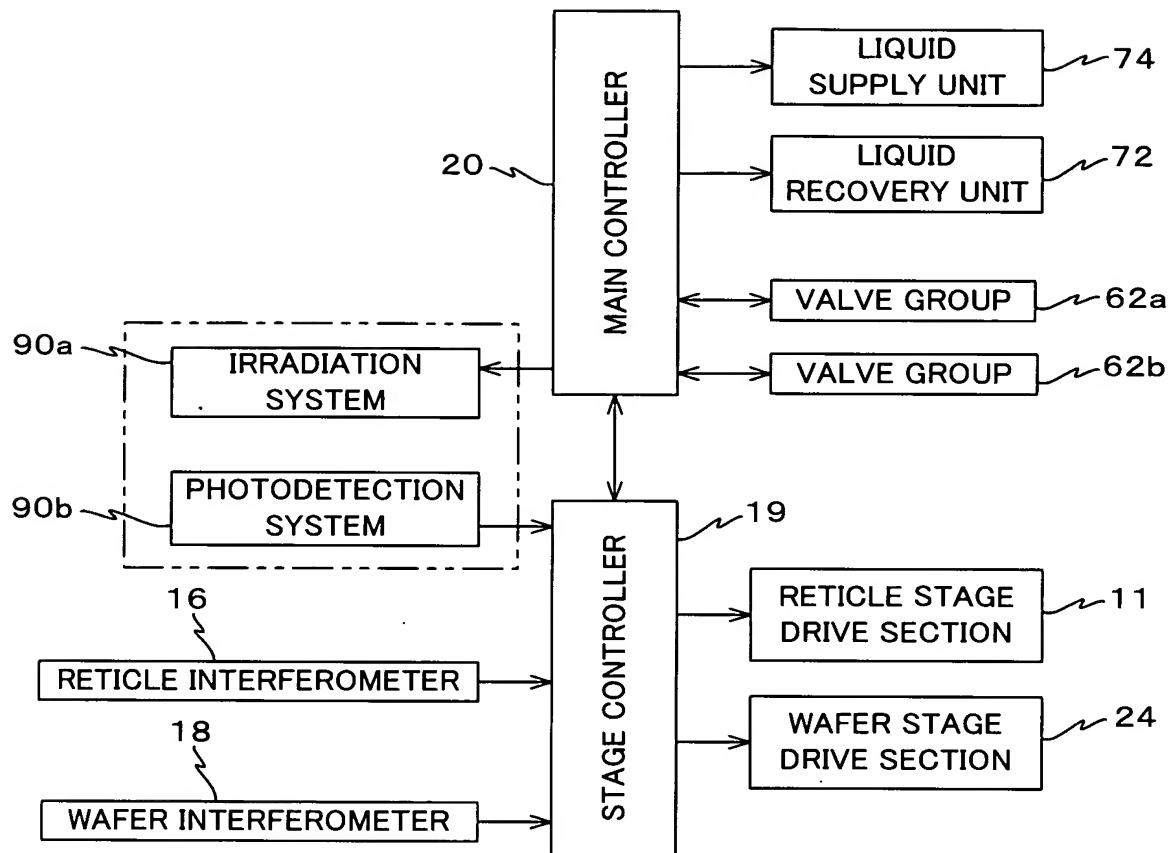 LIQUID
SUPPLY UNIT
74
MAIN CONTROLLER
20
LIQUID
RECOVERY UNIT
72
VALVE GROUP
62a
VALVE GROUP
62b
90a
IRRADIATION
SYSTEM
90b
PHOTODETECTION
SYSTEM
19
STAGE CONTROLLER
16
RETICLE INTERFEROMETER
18
WAFER INTERFEROMETER
RETICLE STAGE
DRIVE SECTION
11
WAFER STAGE
DRIVE SECTION
24